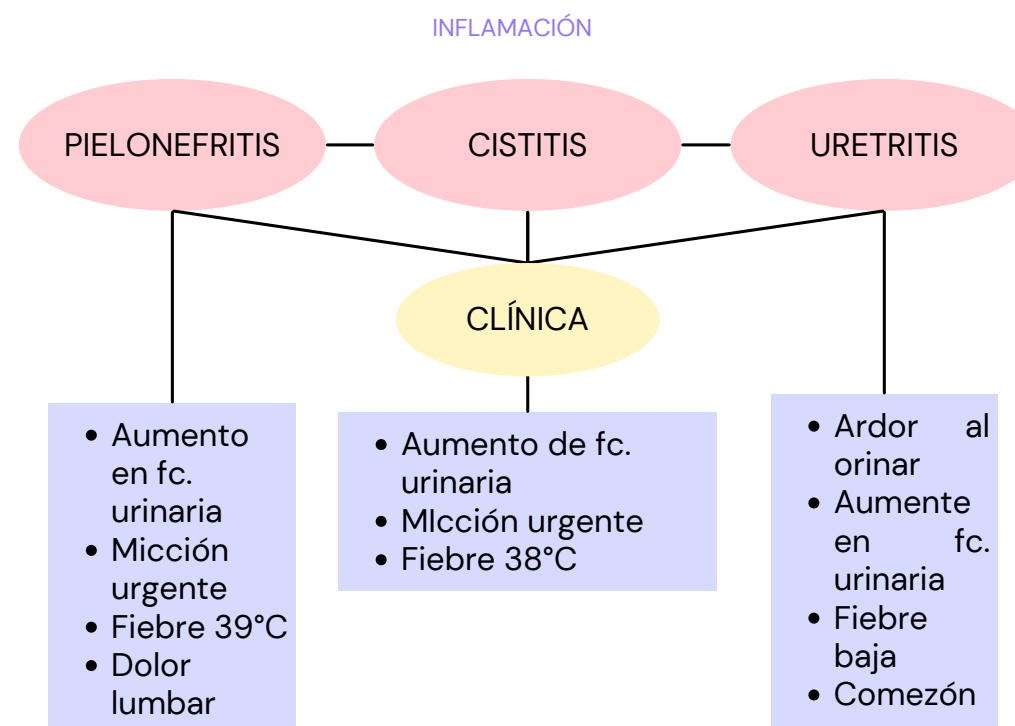 INFLAMACIÓN
PIELONEFRITIS
CISTITIS
URETRITIS
CLÍNICA
• Aumento
en fc.
urinaria
• Micción
urgente
• Fiebre 39°C
• Dolor
lumbar
• Aumento de fc.
urinaria
• MIcción urgente
• Fiebre 38°C
• Ardor al
orinar
• Aumente
en fc.
urinaria
• Fiebre
baja
• Comezón